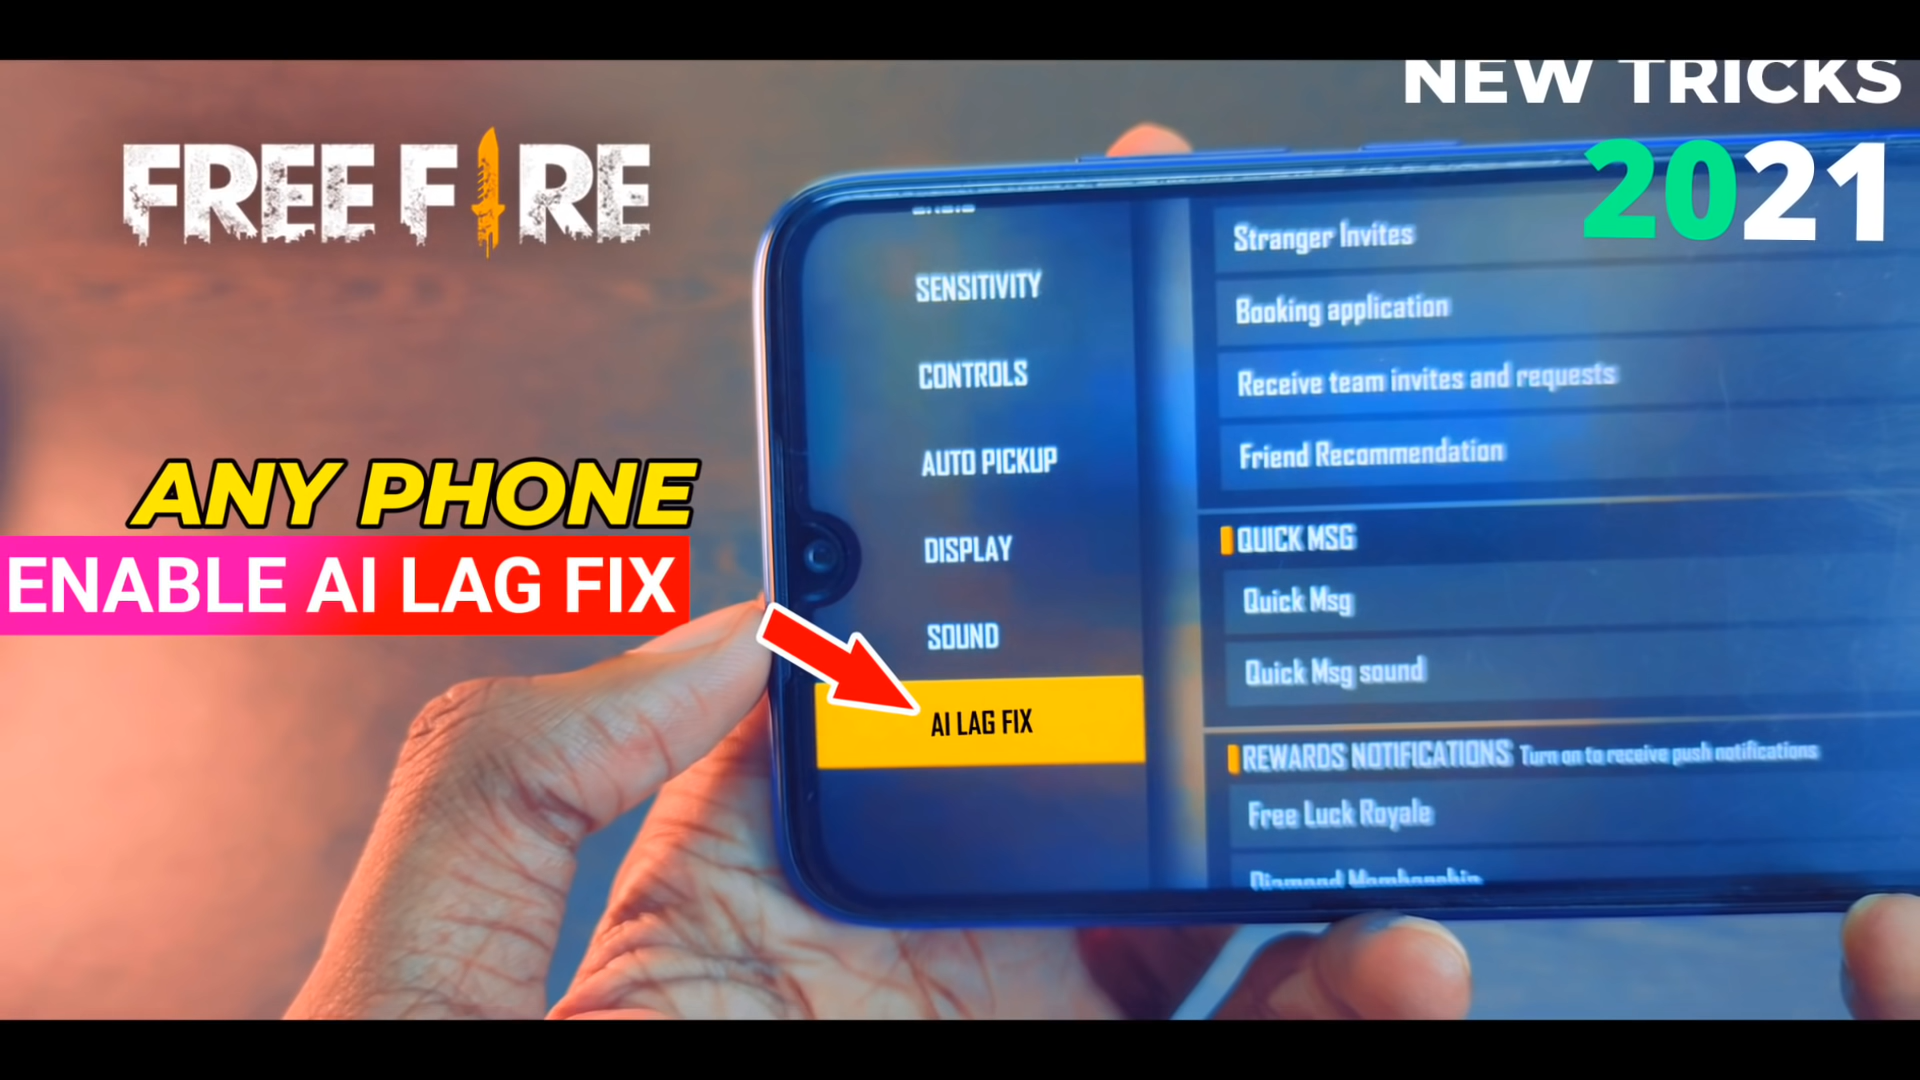 NEW TRICKS
2021
FREE FIRE
ANY PHONE
ENABLE AI LAG FIX
SENSITIVITY
CONTROLS
AUTO PICKUP
DISPLAY
SOUND
AI LAG FIX
Stranger Invites
Booking application
Receive team invites and requests
Friend Recommendation
QUICK MSG
Quick Msg
Quick Msg sound
REWARDS NOTIFICATIONS Turn on to receive push notifications
Free Luck Royale
Diamond Membership